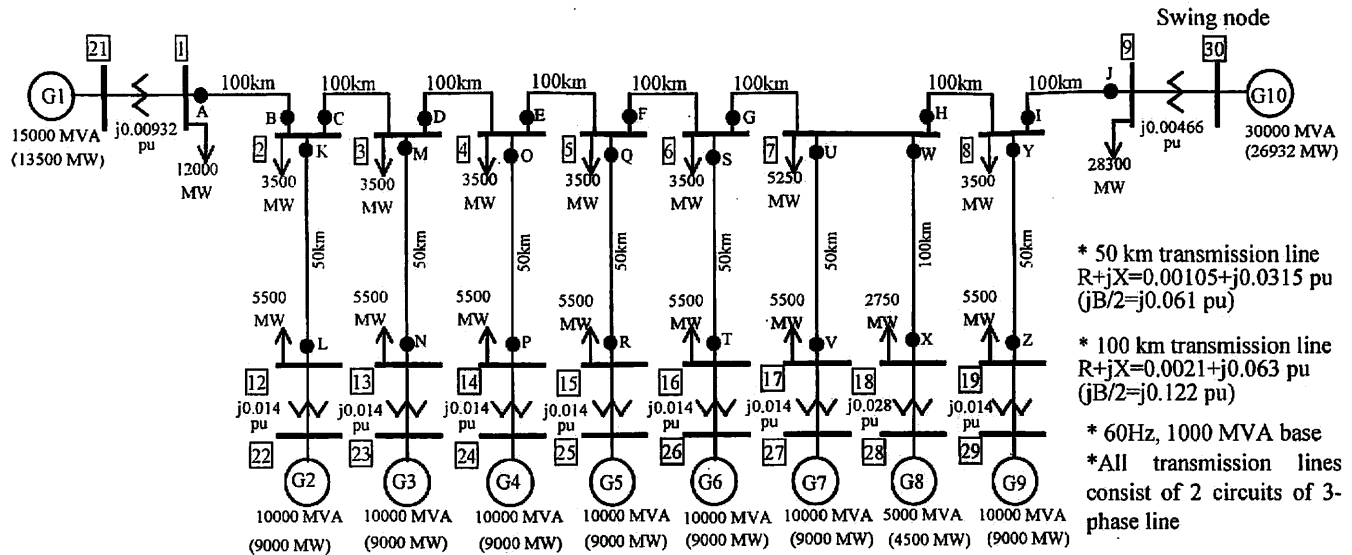 Swing node
21
1
9
30
100km
100km
100km
100km
100km
100km
100km
100km
J
G1
A
B
C
D
E
F
G
H
I
G10
15000 MVA
(13500 MW)
j0.00932
pu
j0.00466
pu
30000 MVA
(26932 MW)
12000
MW
28300
MW
2
3
4
5
6
7
8
K
M
O
Q
S
U
W
Y
3500
MW
3500
MW
3500
MW
3500
MW
3500
MW
5250
MW
3500
MW
50km
50km
50km
50km
50km
50km
100km
50km
5500
MW
5500
MW
5500
MW
5500
MW
5500
MW
5500
MW
2750
MW
5500
MW
L
N
P
R
T
V
X
Z
12
13
14
15
16
17
18
19
j0.014
pu
j0.014
pu
j0.014
pu
j0.014
pu
j0.014
pu
j0.014
pu
j0.028
pu
j0.014
pu
22
23
24
25
26
27
28
29
G2
G3
G4
G5
G6
G7
G8
G9
10000 MVA
(9000 MW)
10000 MVA
(9000 MW)
10000 MVA
(9000 MW)
10000 MVA
(9000 MW)
10000 MVA
(9000 MW)
10000 MVA
(9000 MW)
5000 MVA
(4500 MW)
10000 MVA
(9000 MW)
* 50 km transmission line
R+jX=0.00105+j0.0315 pu
(jB/2=j0.061 pu)
* 100 km transmission line
R+jX=0.0021+j0.063 pu
(jB/2=j0.122 pu)
* 60Hz, 1000 MVA base
*All transmission lines
consist of 2 circuits of 3-
phase line